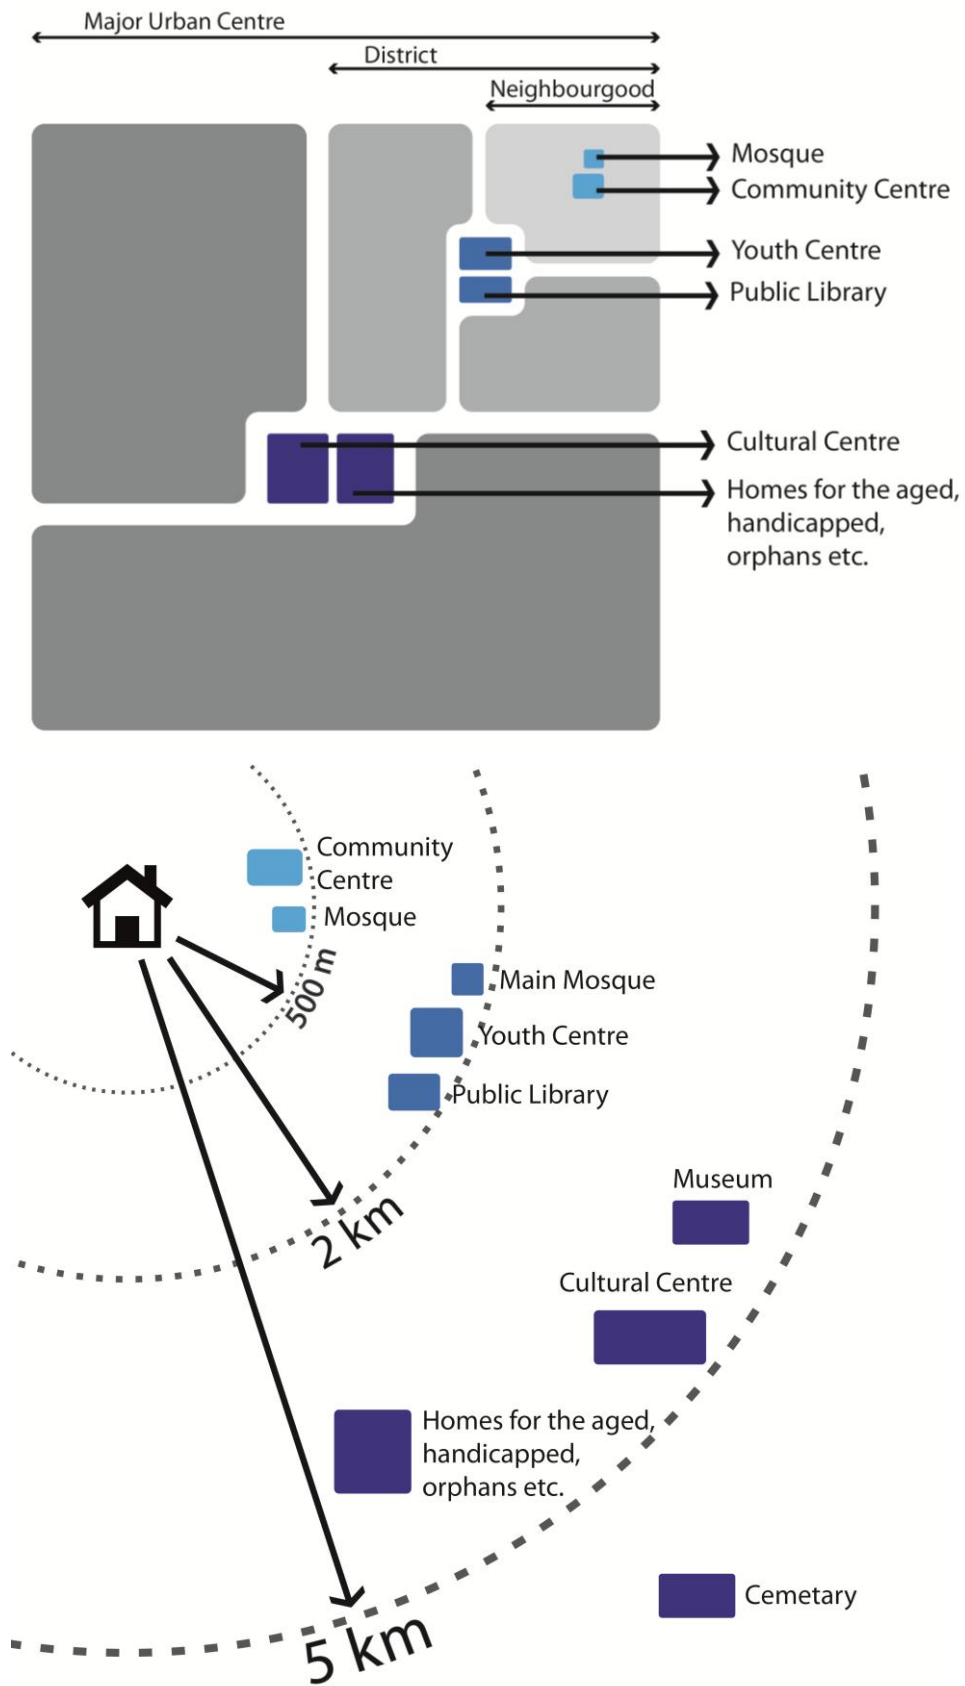 Major Urban Centre
District
Neighbourgood
Mosque
Community Centre
Youth Centre
Public Library
Cultural Centre
Homes for the aged,
handicapped,
orphans etc.
Community
Centre
Mosque
500 m
Main Mosque
Youth Centre
Public Library
2 km
Museum
Cultural Centre
Homes for the aged,
handicapped,
orphans etc.
Cemetary
5 km